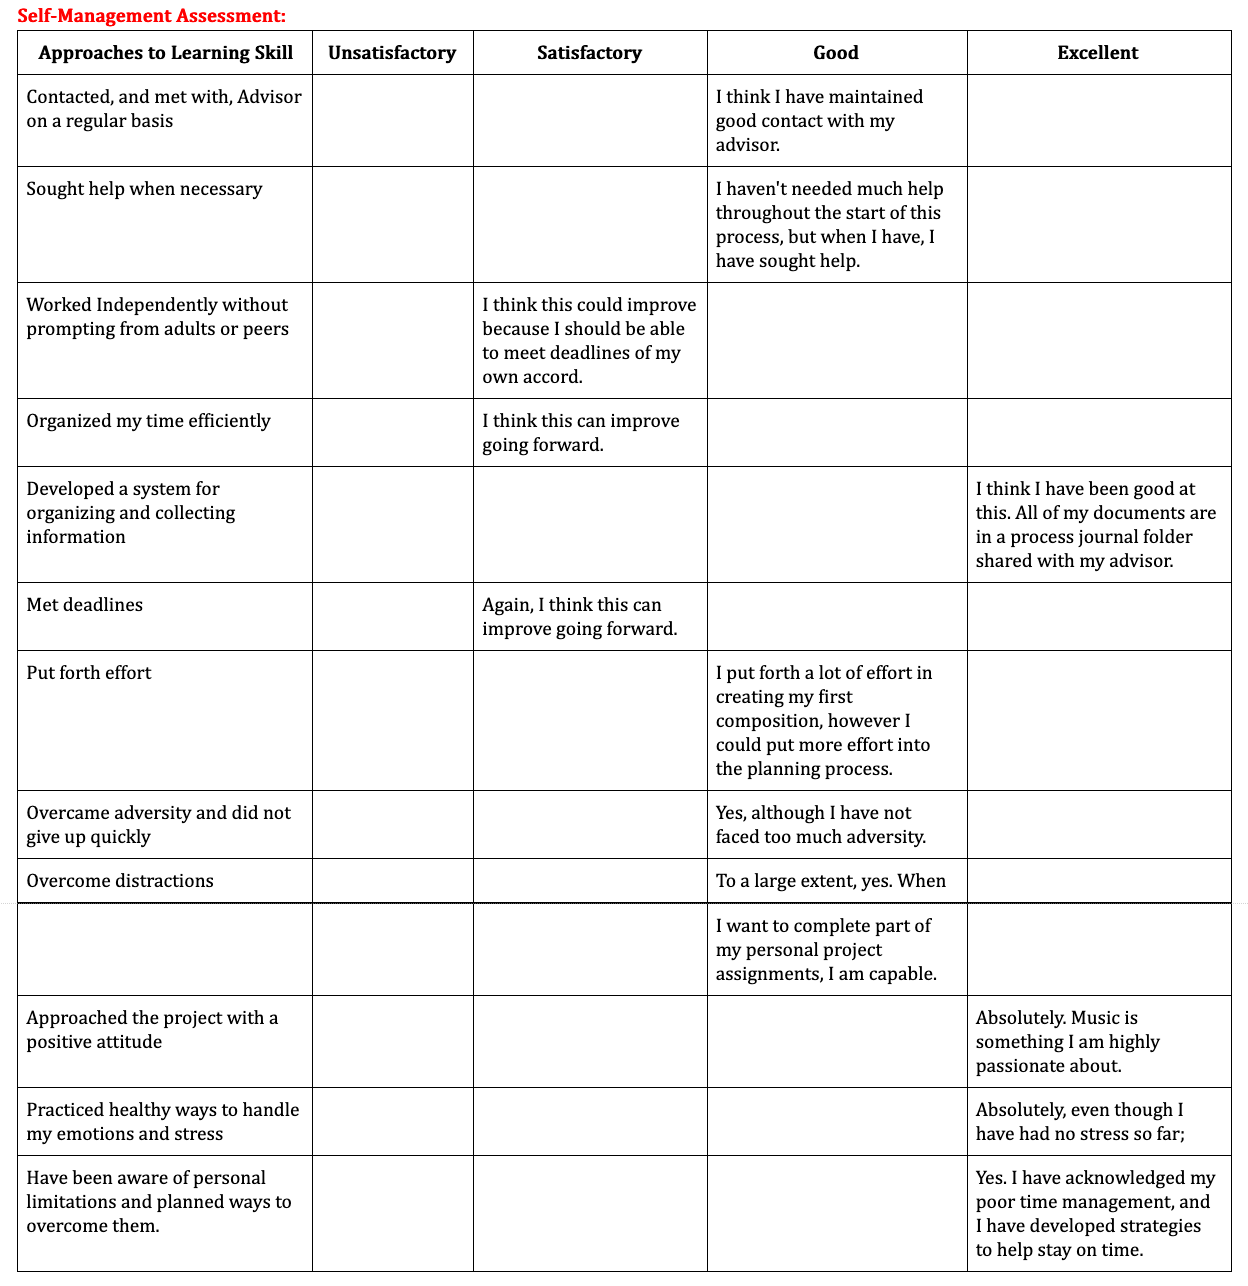 Self-Management Assessment:
Approaches to Learning Skill
Unsatisfactory
Satisfactory
Good
Excellent
Contacted, and met with, Advisor
on a regular basis
I think I have maintained
good contact with my
advisor.
Sought help when necessary
I haven't needed much help
throughout the start of this
process, but when I have, I
have sought help.
Worked Independently without
prompting from adults or peers
I think this could improve
because I should be able
to meet deadlines of my
own accord.
Organized my time efficiently
I think this can improve
going forward.
Developed a system for
organizing and collecting
information
I think I have been good at
this. All of my documents are
in a process journal folder
shared with my advisor.
Met deadlines
Again, I think this can
improve going forward.
Put forth effort
I put forth a lot of effort in
creating my first
composition, however I
could put more effort into
the planning process.
Overcame adversity and did not
give up quickly
Yes, although I have not
faced too much adversity.
Overcome distractions
To a large extent, yes. When
I want to complete part of
my personal project
assignments, I am capable.
Approached the project with a
positive attitude
Absolutely. Music is
something I am highly
passionate about.
Practiced healthy ways to handle
my emotions and stress
Absolutely, even though I
have had no stress so far;
Have been aware of personal
limitations and planned ways to
overcome them.
Yes. I have acknowledged my
poor time management, and
I have developed strategies
to help stay on time.